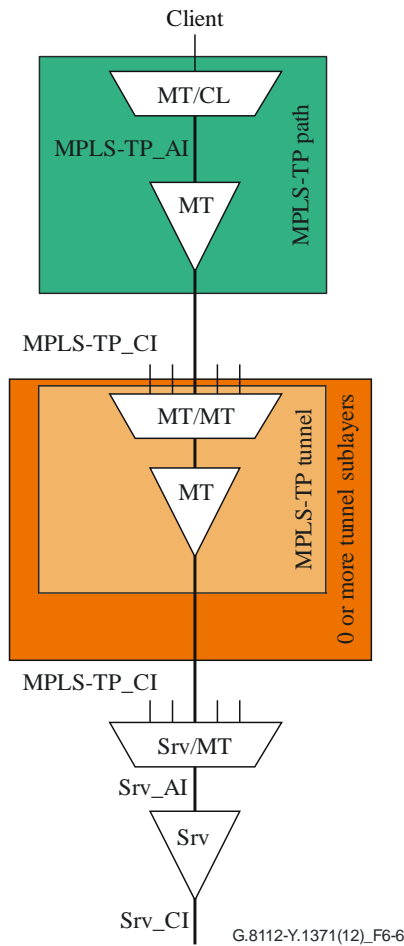 Client
MT/CL
MPLS-TP_AI
MT
MPLS-TP path
MPLS-TP_CI
MT/MT
MT
MPLS-TP tunnel
0 or more tunnel sublayers
MPLS-TP_CI
Srv/MT
Srv_AI
Srv
Srv_CI
G.8112-Y.1371(12)_F6-6